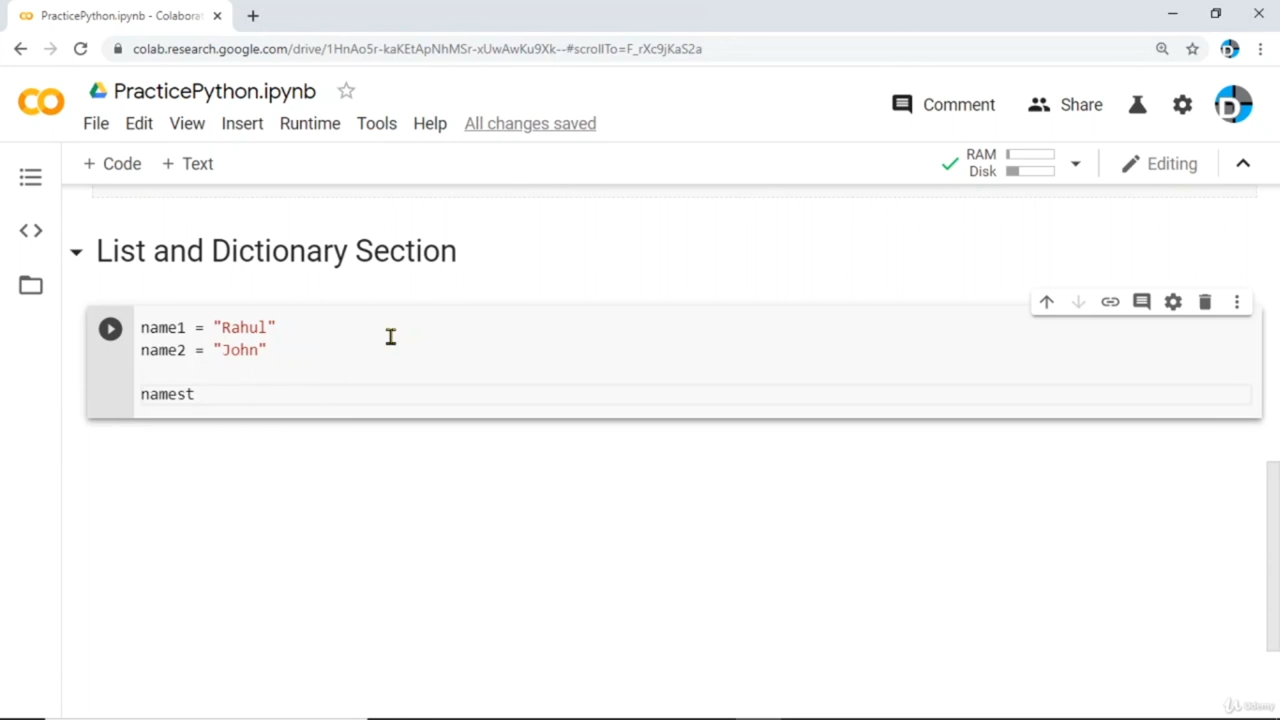 PracticePython.ipynb - Colabora
colab.research.google.com/drive/1HnAo5r-kaKEtApNhMSr-xUwAwKu9Xk--#scrollTo=F_rXc9jKaS2a
PracticePython.ipynb
Comment Share
File Edit View Insert Runtime Tools Help All changes saved
+ Code + Text RAM Disk Editing
List and Dictionary Section
name1 = "Rahul"
name2 = "John"
namest
Udemy